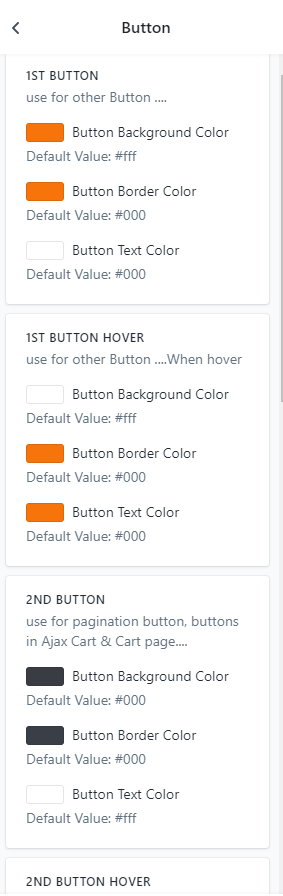 Button
1ST BUTTON
use for other Button ....
Button Background Color
Default Value: #fff
Button Border Color
Default Value: #000
Button Text Color
Default Value: #000
1ST BUTTON HOVER
use for other Button ....When hover
Button Background Color
Default Value: #fff
Button Border Color
Default Value: #000
Button Text Color
Default Value: #000
2ND BUTTON
use for pagination button, buttons
in Ajax Cart & Cart page....
Button Background Color
Default Value: #000
Button Border Color
Default Value: #000
Button Text Color
Default Value: #fff
2ND BUTTON HOVER